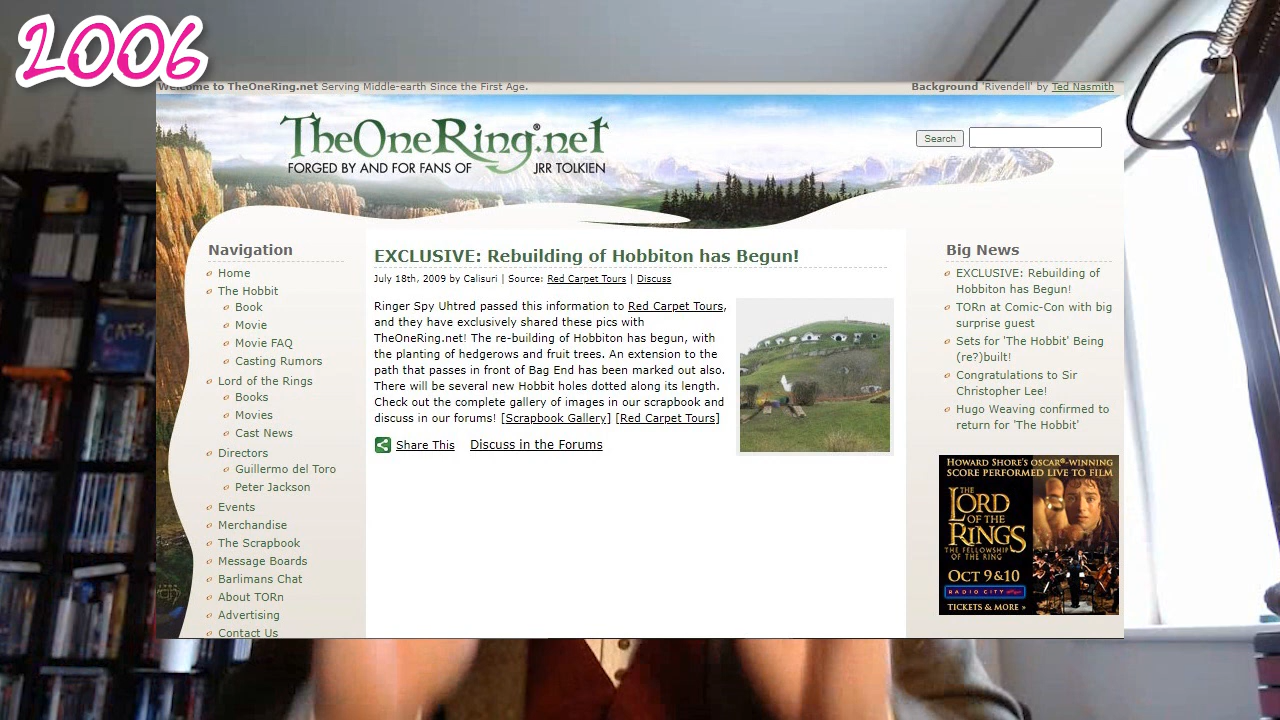 2006
Welcome to TheOneRing.net Serving Middle-earth Since the First Age.
Background 'Rivendell' by Ted Nasmith
TheOneRing.net®
FORGED BY AND FOR FANS OF JRR TOLKIEN
Search
Navigation
Home
The Hobbit
Book
Movie
Movie FAQ
Casting Rumors
Lord of the Rings
Books
Movies
Cast News
Directors
Guillermo del Toro
Peter Jackson
Events
Merchandise
The Scrapbook
Message Boards
Barlimans Chat
About TORn
Advertising
Contact Us
EXCLUSIVE: Rebuilding of Hobbiton has Begun!
July 18th, 2009 by Calisuri | Source: Red Carpet Tours | Discuss
Ringer Spy Uhtred passed this information to Red Carpet Tours,
and they have exclusively shared these pics with
TheOneRing.net! The re-building of Hobbiton has begun, with
the planting of hedgerows and fruit trees. An extension to the
path that passes in front of Bag End has been marked out also.
There will be several new Hobbit holes dotted along its length.
Check out the complete gallery of images in our scrapbook and
discuss in our forums! [Scrapbook Gallery] [Red Carpet Tours]
Share This Discuss in the Forums
Big News
EXCLUSIVE: Rebuilding of
Hobbiton has Begun!
TORn at Comic-Con with big
surprise guest
Sets for 'The Hobbit' Being
(re?)built!
Congratulations to Sir
Christopher Lee!
Hugo Weaving confirmed to
return for 'The Hobbit'
HOWARD SHORE'S OSCAR®-WINNING
SCORE PERFORMED LIVE TO FILM
THE
LORD
OF THE
RINGS
THE FELLOWSHIP
OF THE RING
OCT 9 & 10
RADIO CITY
TICKETS & MORE »
CATS